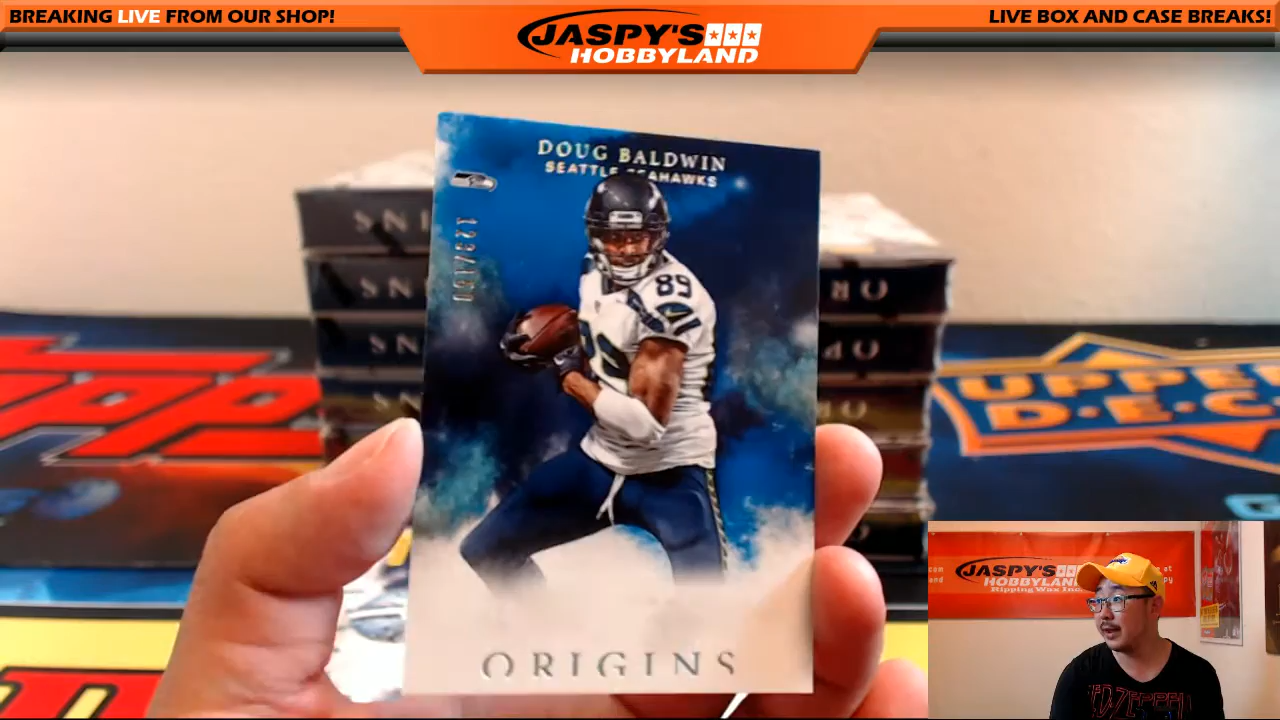 BREAKING LIVE FROM OUR SHOP!
JASPY'S
HOBBYLAND
LIVE BOX AND CASE BREAKS!
DOUG BALDWIN
SEATTLE SEAHAWKS
89
ORIGINS
UPPER
D·E·C
JASPY'S
HOBBYLAND
Ripping Wax Inc